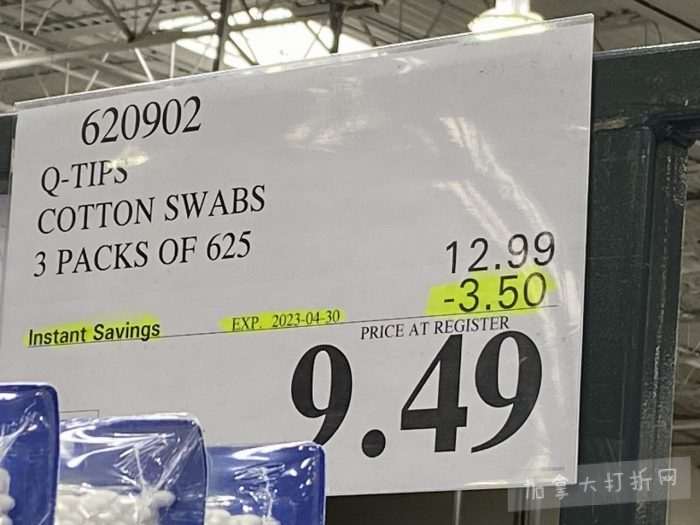 620902
Q-TIPS
COTTON SWABS
3 PACKS OF 625
12.99
-3.50
Instant Savings EXP. 2023-04-30
PRICE AT REGISTER
9.49
加拿大打折网